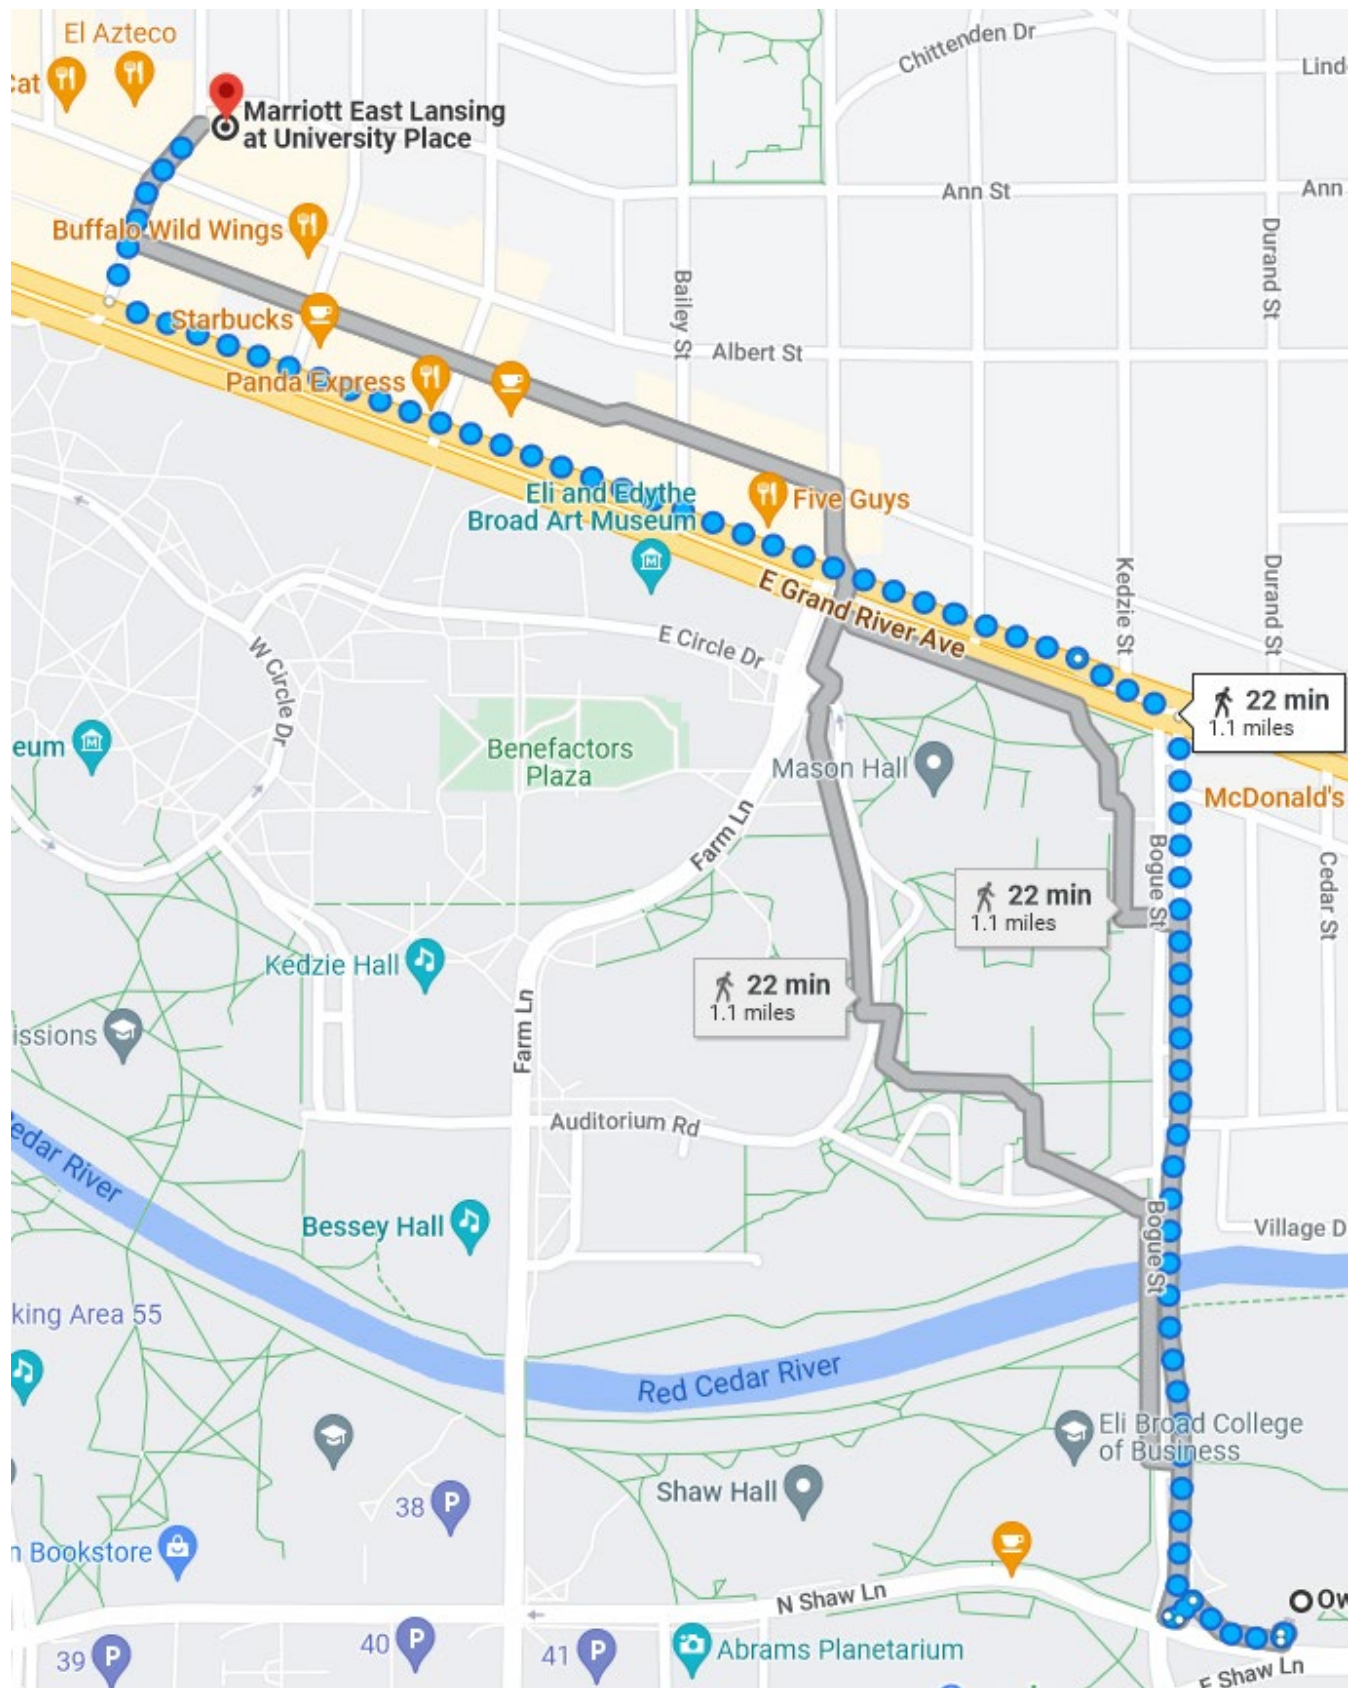 El Azteco
Cat
Marriott East Lansing
at University Place
Chittenden Dr
Lind
Ann St
Ann
Durand St
Buffalo Wild Wings
Bailey St
Starbucks
Albert St
Panda Express
Eli and Edythe
Broad Art Museum
Five Guys
E Grand River Ave
Kedzie St
Durand St
E Circle Dr
W Circle Dr
22 min
1.1 miles
eum
Benefactors
Plaza
Mason Hall
McDonald's
Farm Ln
Bogue St
Cedar St
22 min
1.1 miles
Kedzie Hall
22 min
1.1 miles
issions
Farm Ln
Auditorium Rd
edar River
Bessey Hall
Bogue St
Village D
king Area 55
Red Cedar River
Eli Broad College
of Business
Shaw Hall
38
P
n Bookstore
N Shaw Ln
Ow
39
P
40
P
41
P
Abrams Planetarium
E Shaw Ln